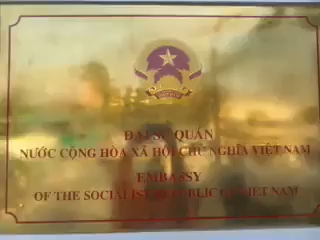 ĐẠI SỨ QUÁN
NƯỚC CỘNG HÒA XÃ HỘI CHỦ NGHĨA VIỆT NAM
EMBASSY
OF THE SOCIALIST REPUBLIC OF VIET NAM